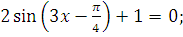 2 sin (3x − π/4) + 1 = 0;